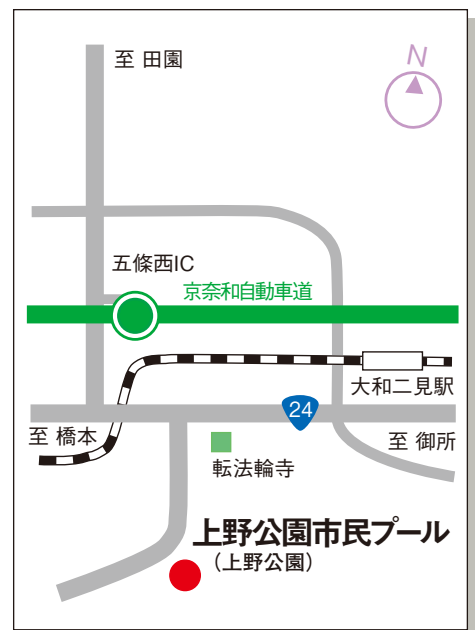 至 田園
N
五條西IC
京奈和自動車道
大和二見駅
24
至 橋本
至 御所
転法輪寺
上野公園市民プール
(上野公園)